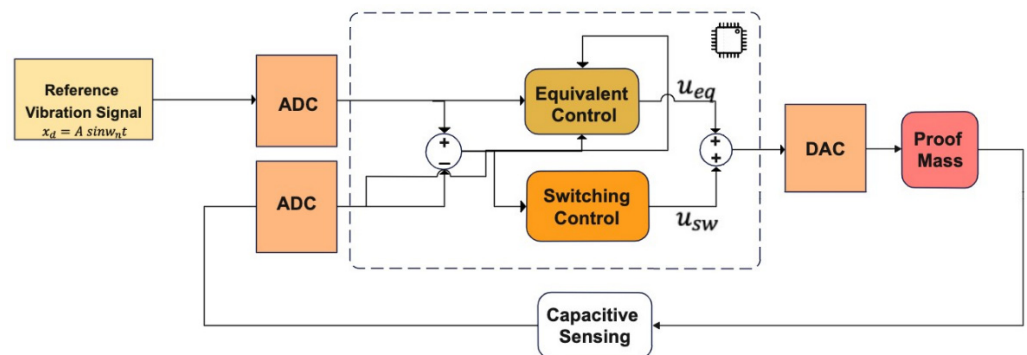 Reference
Vibration Signal
x_d = A sinw_nt
ADC
ADC
Equivalent
Control
u_eq
+
−
+
+
Switching
Control
u_sw
DAC
Proof
Mass
Capacitive
Sensing